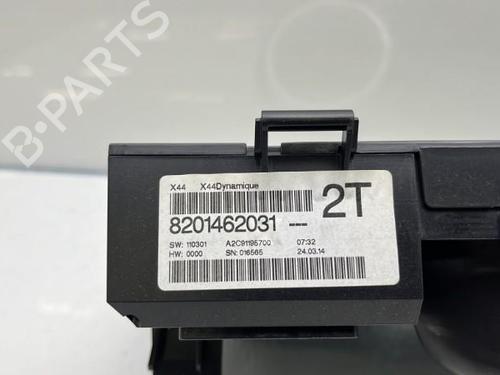 B-PARTS
X44 X44Dynamique
8201462031--- 2T
SW: 110301 A2C91195700 07:32
HW: 0000 SN: 016565 24.03.14